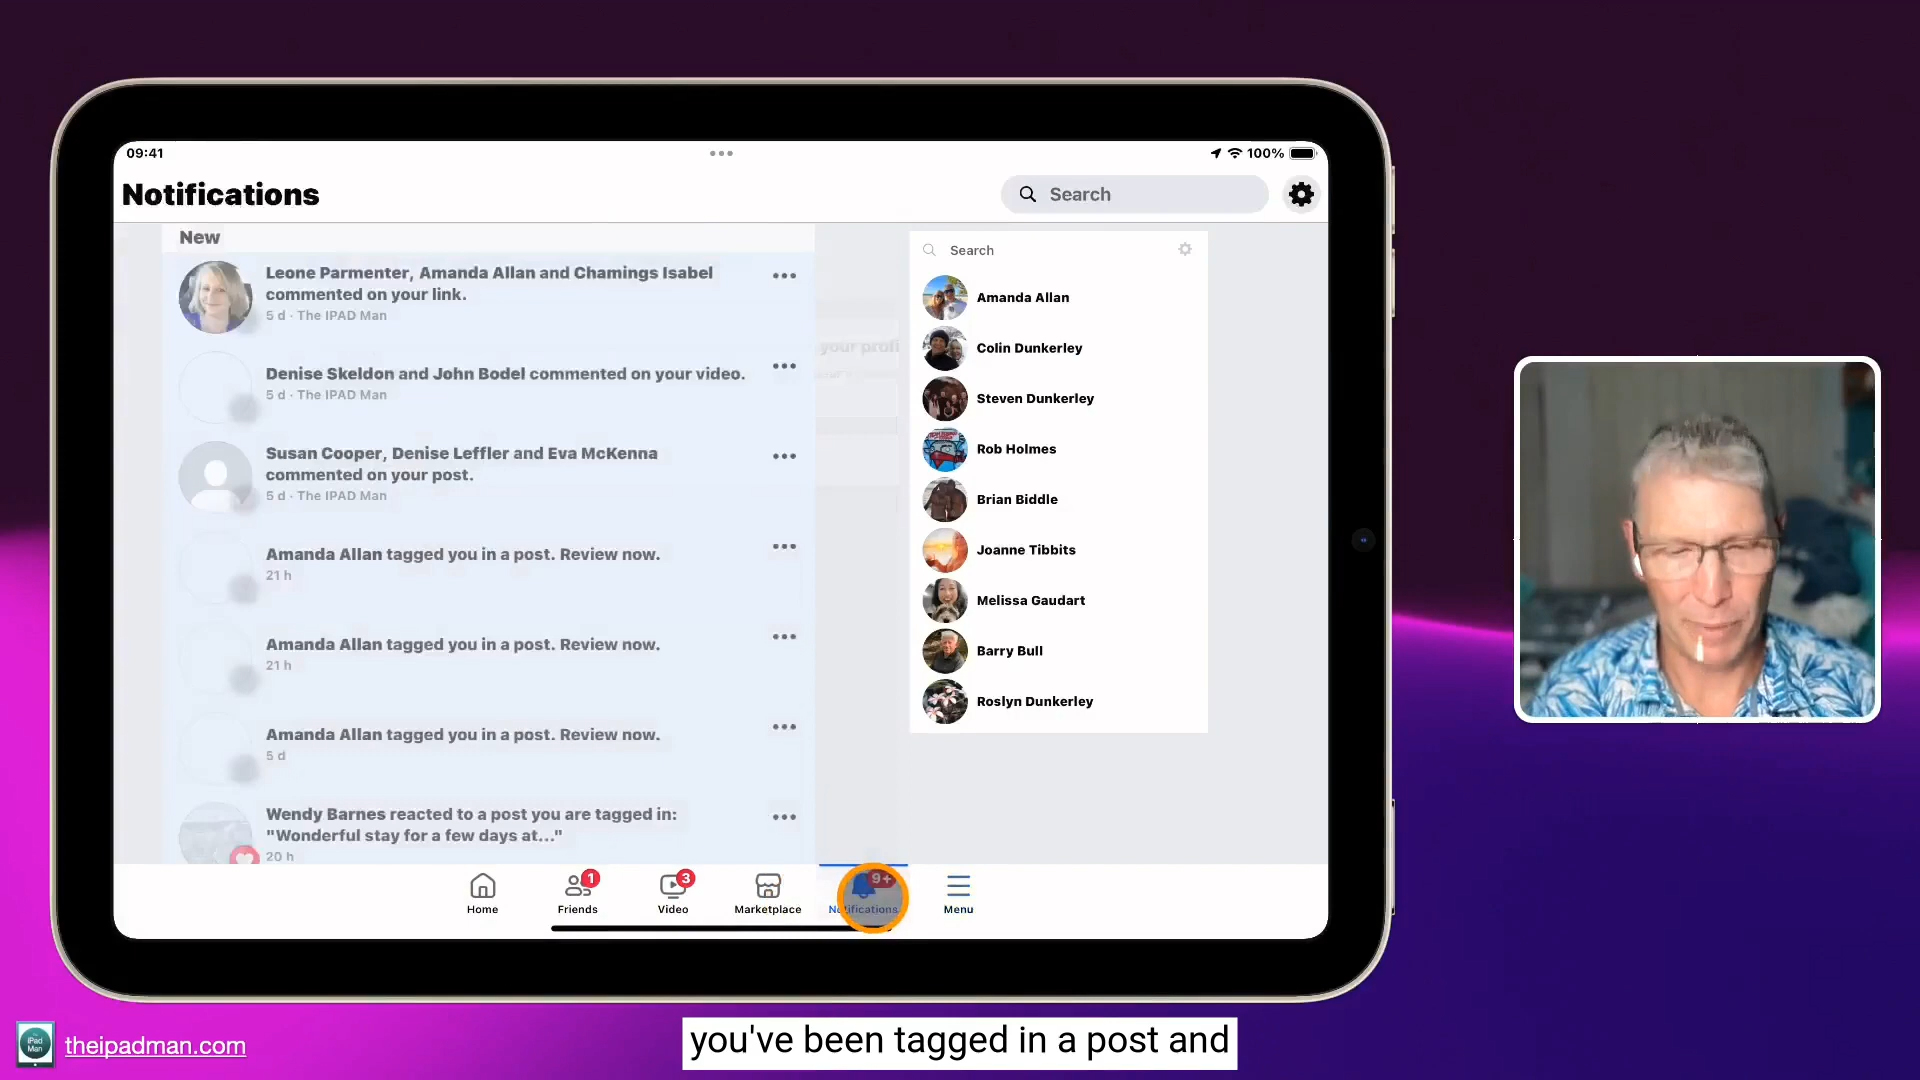 09:41
100%
Notifications
Search
New
Leone Parmenter, Amanda Allan and Chamings Isabel
commented on your link.
5 d · The IPAD Man
Denise Skeldon and John Bodel commented on your video.
5 d · The IPAD Man
Susan Cooper, Denise Leffler and Eva McKenna
commented on your post.
5 d · The IPAD Man
Amanda Allan tagged you in a post. Review now.
21 h
Amanda Allan tagged you in a post. Review now.
21 h
Amanda Allan tagged you in a post. Review now.
5 d
Wendy Barnes reacted to a post you are tagged in:
"Wonderful stay for a few days at..."
20 h
your profi
Search
Amanda Allan
Colin Dunkerley
Steven Dunkerley
Rob Holmes
Brian Biddle
Joanne Tibbits
Melissa Gaudart
Barry Bull
Roslyn Dunkerley
1
3
9+
Home
Friends
Video
Marketplace
Notifications
Menu
iPad
Man
theipadman.com
you've been tagged in a post and